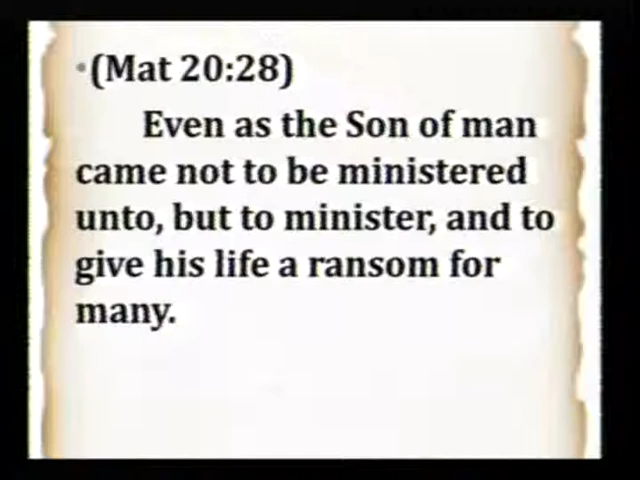 •(Mat 20:28)
Even as the Son of man
came not to be ministered
unto, but to minister, and to
give his life a ransom for
many.